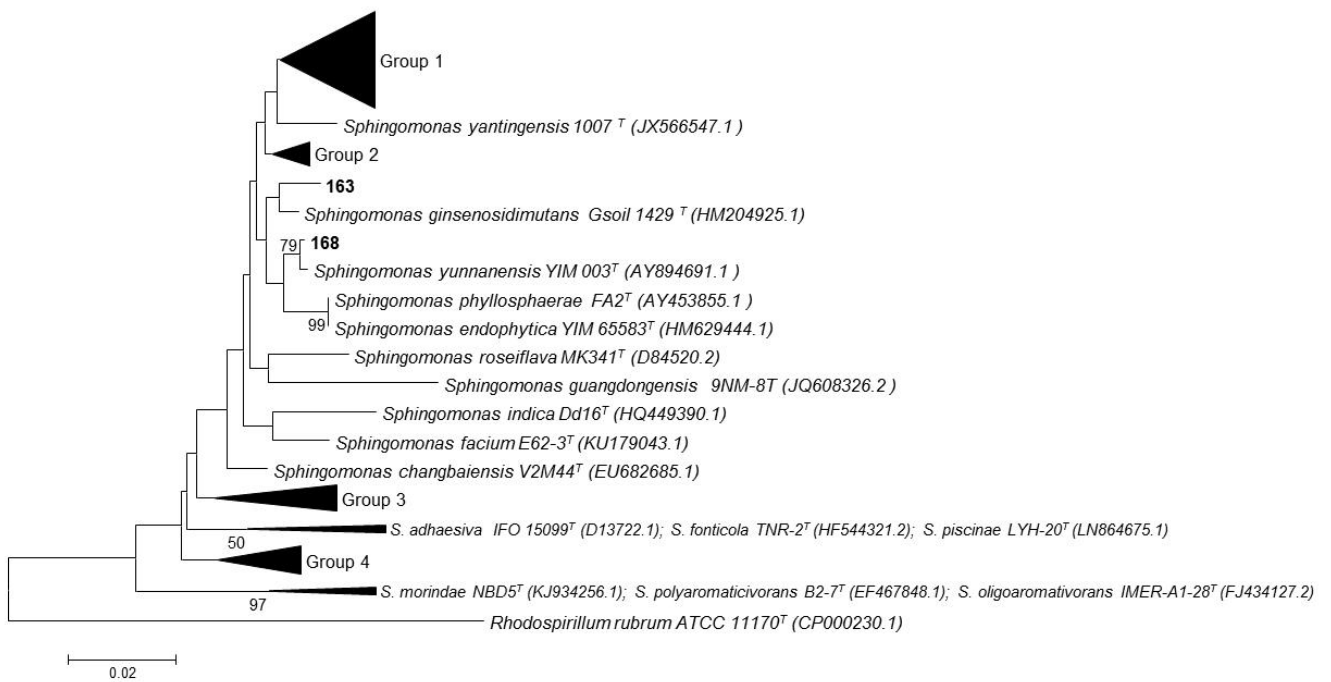 Group 1
Sphingomonas yantingensis 1007 T (JX566547.1 )
Group 2
163
Sphingomonas ginsenosidimutans Gsoil 1429 T (HM204925.1)
79
168
Sphingomonas yunnanensis YIM 003T (AY894691.1 )
Sphingomonas phyllosphaerae FA2T (AY453855.1 )
99
Sphingomonas endophytica YIM 65583T (HM629444.1)
Sphingomonas roseiflava MK341T (D84520.2)
Sphingomonas guangdongensis 9NM-8T (JQ608326.2 )
Sphingomonas indica Dd16T (HQ449390.1)
Sphingomonas facium E62-3T (KU179043.1)
Sphingomonas changbaiensis V2M44T (EU682685.1)
Group 3
S. adhaesiva IFO 15099T (D13722.1); S. fonticola TNR-2T (HF544321.2); S. piscinae LYH-20T (LN864675.1)
50
Group 4
S. morindae NBD5T (KJ934256.1); S. polyaromaticivorans B2-7T (EF467848.1); S. oligoaromativorans IMER-A1-28T (FJ434127.2)
97
Rhodospirillum rubrum ATCC 11170T (CP000230.1)
0.02